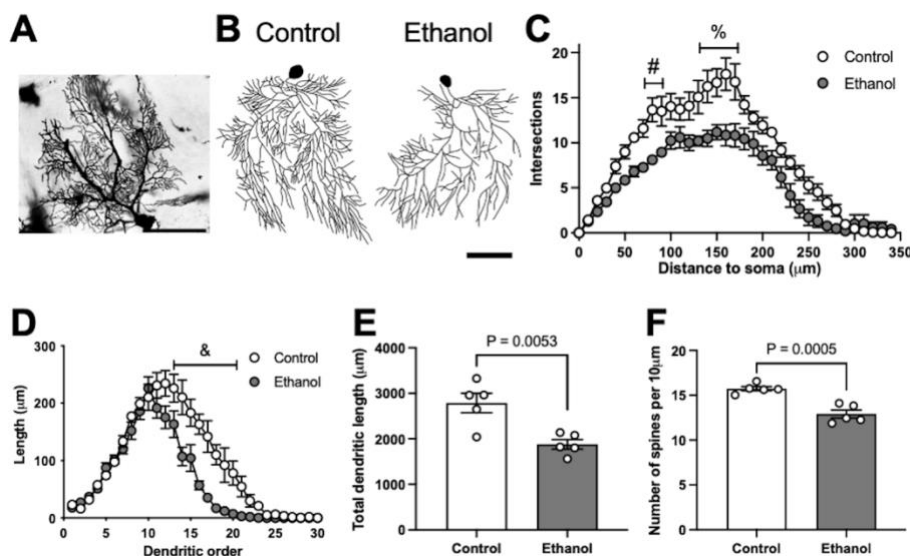 A
B
Control Ethanol
C
20
15
10
5
0
Intersections
#
%
Control
Ethanol
0 50 100 150 200 250 300 350
Distance to soma (μm)
D
300
200
100
0
Length (μm)
&
Control
Ethanol
0 5 10 15 20 25 30
Dendritic order
E
P = 0.0053
4000
3000
2000
1000
0
Total dendritic length (μm)
Control Ethanol
F
P = 0.0005
20
15
10
5
0
Number of spines per 10μm
Control Ethanol